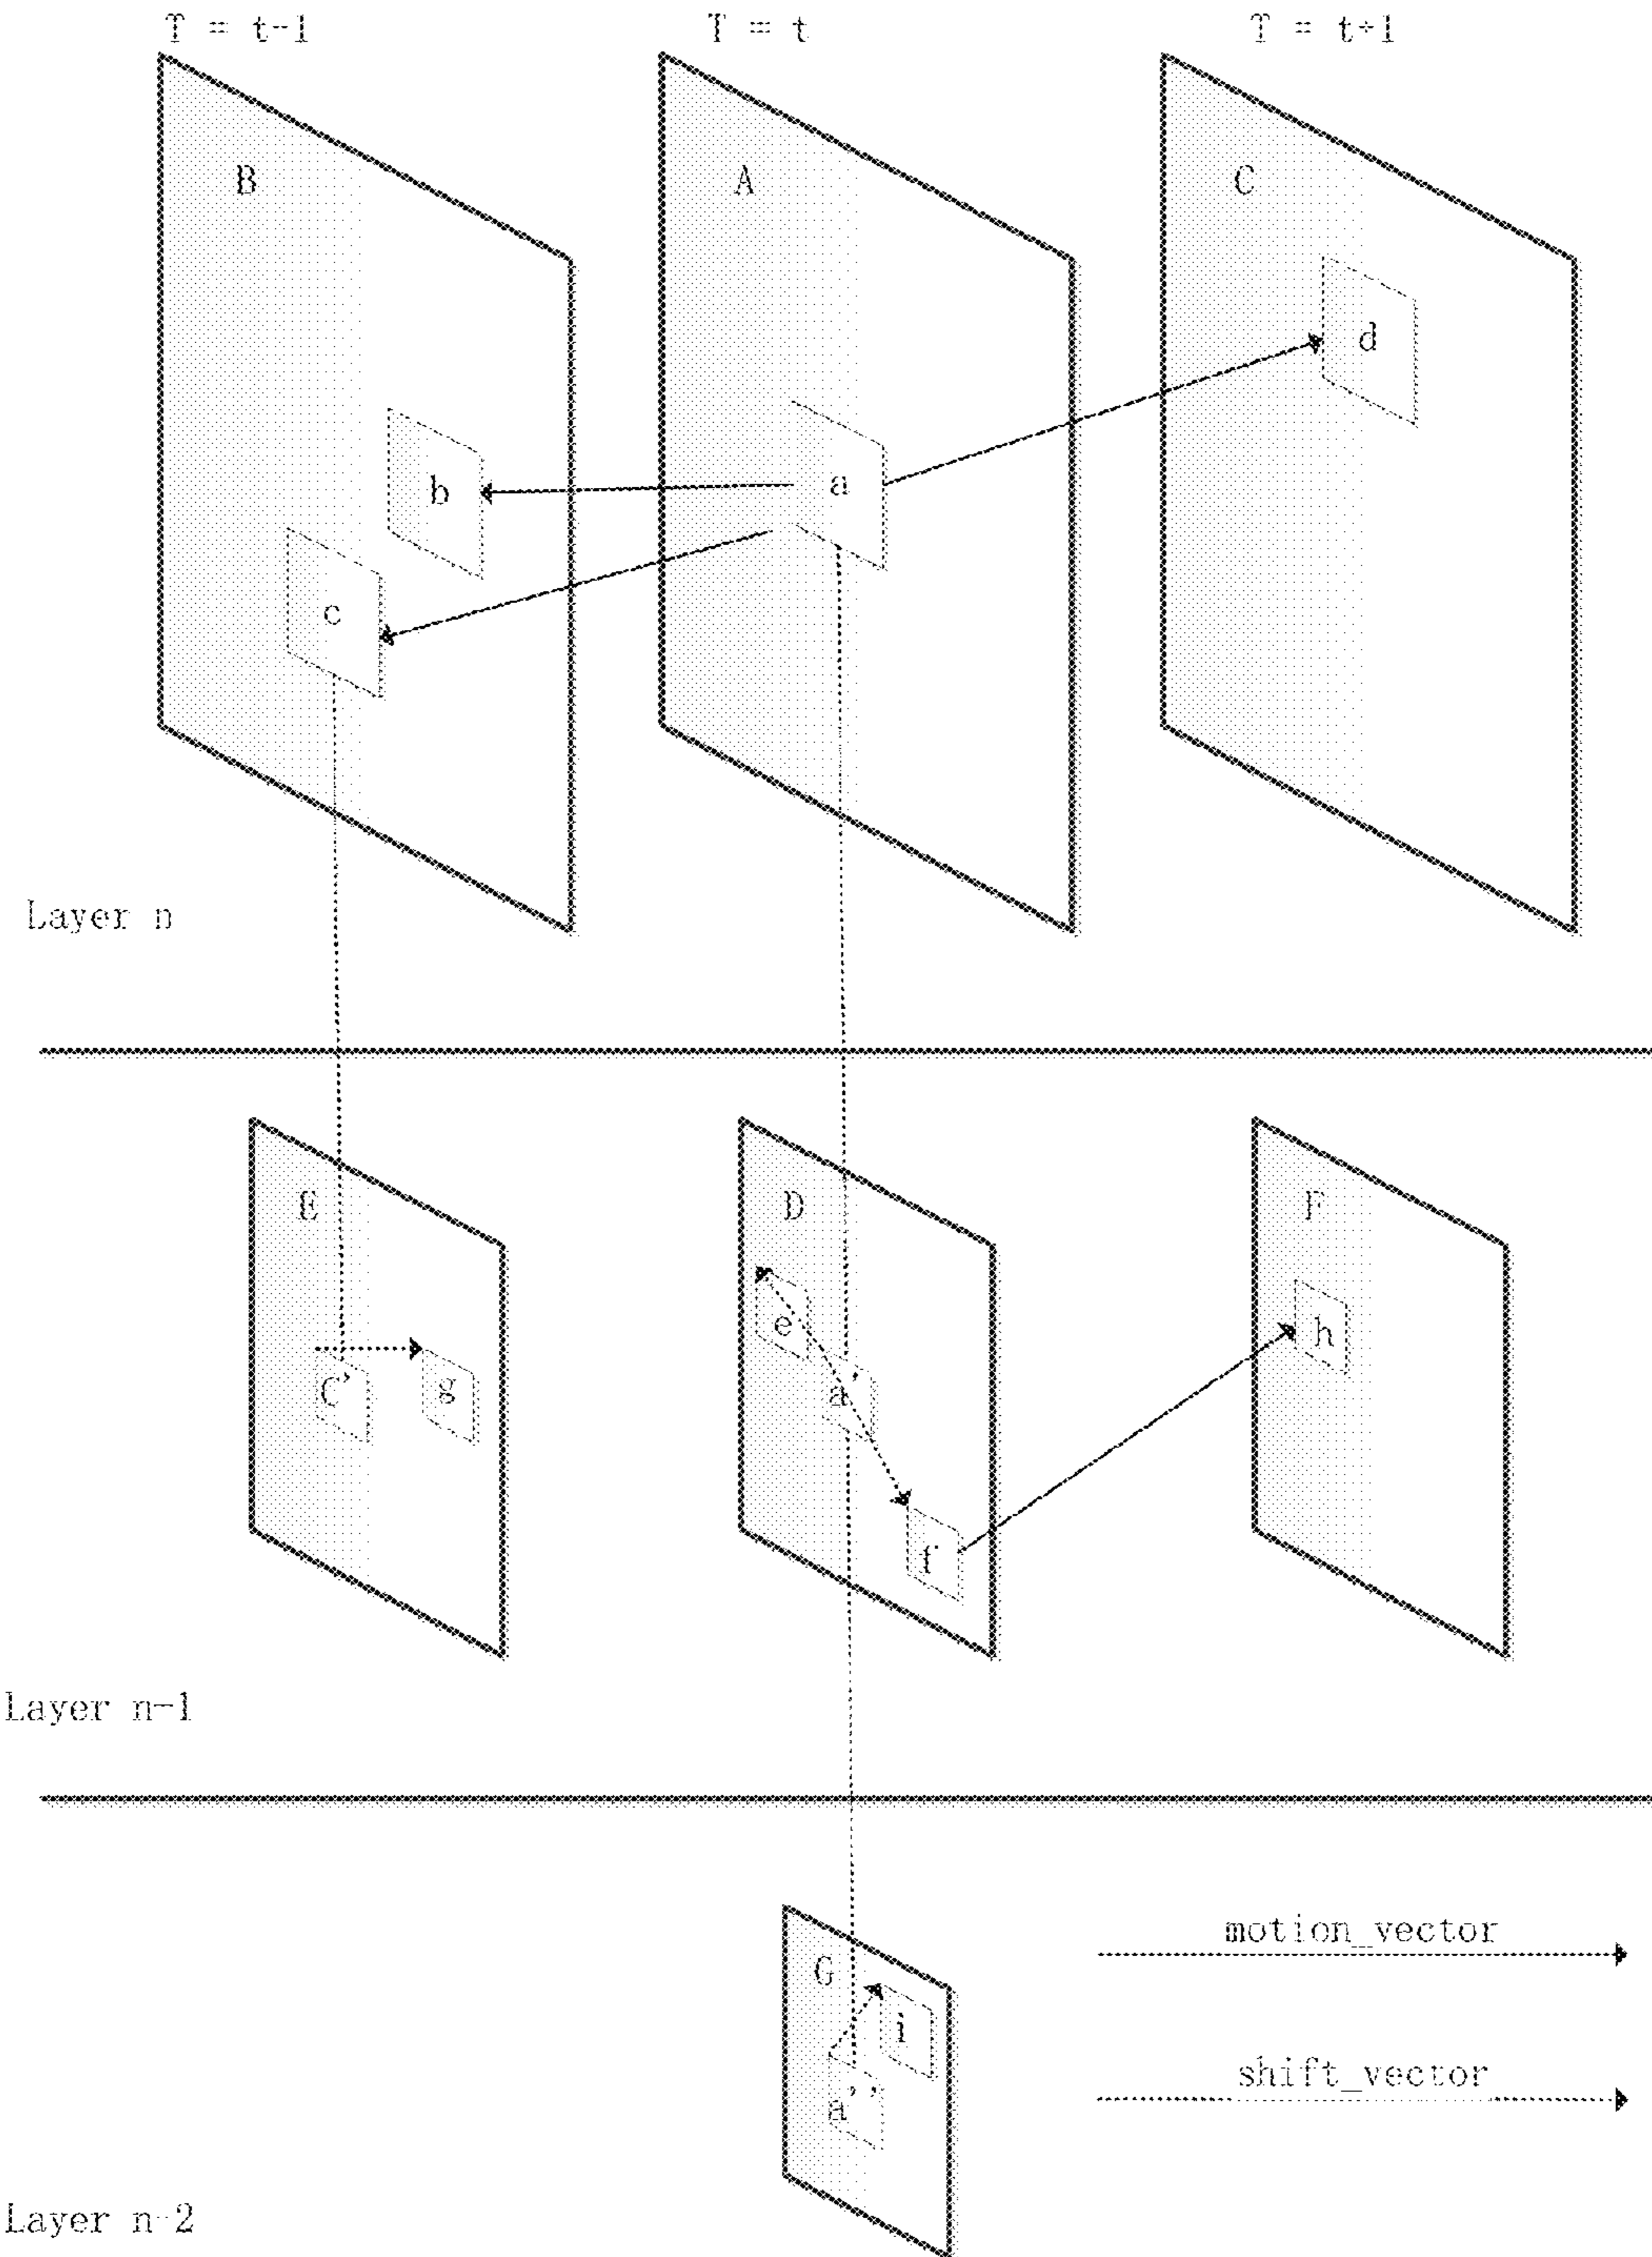 T = t-1 T = t T = t+1
B A C
d
b a
c
Layer n
E D F
e h
C' g a'
f
Layer n-1
motion_vector
G
i
shift_vector
a''
Layer n-2